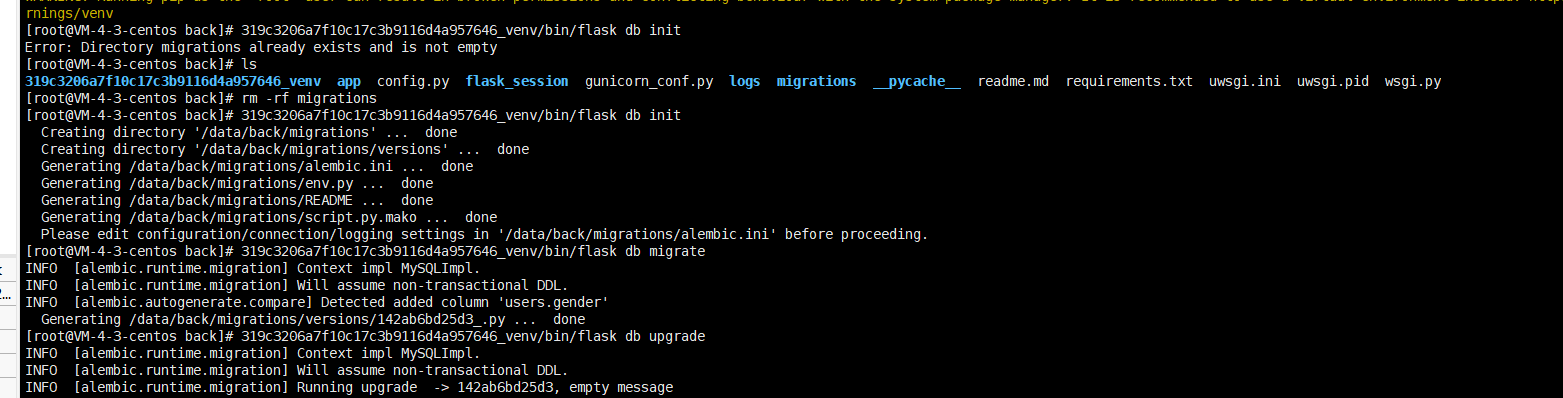 rnings/venv
[root@VM-4-3-centos back]# 319c3206a7f10c17c3b9116d4a957646_venv/bin/flask db init
Error: Directory migrations already exists and is not empty
[root@VM-4-3-centos back]# ls
319c3206a7f10c17c3b9116d4a957646_venv  app  config.py  flask_session  gunicorn_conf.py  logs  migrations  __pycache__  readme.md  requirements.txt  uwsgi.ini  uwsgi.pid  wsgi.py
[root@VM-4-3-centos back]# rm -rf migrations
[root@VM-4-3-centos back]# 319c3206a7f10c17c3b9116d4a957646_venv/bin/flask db init
  Creating directory '/data/back/migrations' ...  done
  Creating directory '/data/back/migrations/versions' ...  done
  Generating /data/back/migrations/alembic.ini ...  done
  Generating /data/back/migrations/env.py ...  done
  Generating /data/back/migrations/README ...  done
  Generating /data/back/migrations/script.py.mako ...  done
  Please edit configuration/connection/logging settings in '/data/back/migrations/alembic.ini' before proceeding.
[root@VM-4-3-centos back]# 319c3206a7f10c17c3b9116d4a957646_venv/bin/flask db migrate
INFO  [alembic.runtime.migration] Context impl MySQLImpl.
INFO  [alembic.runtime.migration] Will assume non-transactional DDL.
INFO  [alembic.autogenerate.compare] Detected added column 'users.gender'
  Generating /data/back/migrations/versions/142ab6bd25d3_.py ...  done
[root@VM-4-3-centos back]# 319c3206a7f10c17c3b9116d4a957646_venv/bin/flask db upgrade
INFO  [alembic.runtime.migration] Context impl MySQLImpl.
INFO  [alembic.runtime.migration] Will assume non-transactional DDL.
INFO  [alembic.runtime.migration] Running upgrade  -> 142ab6bd25d3, empty message